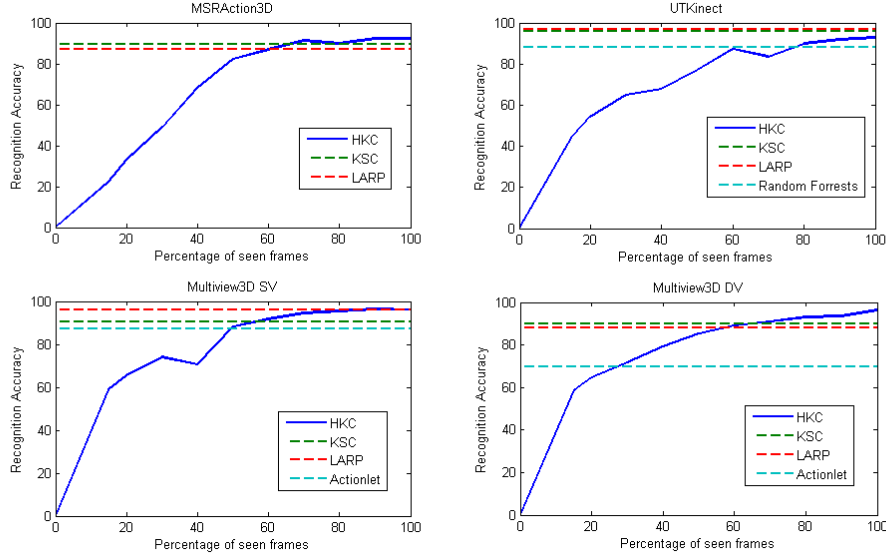 MSRAction3D
Recognition Accuracy
100
80
60
40
20
0
HKC
KSC
LARP
0 20 40 60 80 100
Percentage of seen frames
UTKinect
Recognition Accuracy
100
80
60
40
20
0
HKC
KSC
LARP
Random Forrests
0 20 40 60 80 100
Percentage of seen frames
Multiview3D SV
Recognition Accuracy
100
80
60
40
20
0
HKC
KSC
LARP
Actionlet
0 20 40 60 80 100
Percentage of seen frames
Multiview3D DV
Recognition Accuracy
100
80
60
40
20
0
HKC
KSC
LARP
Actionlet
0 20 40 60 80 100
Percentage of seen frames